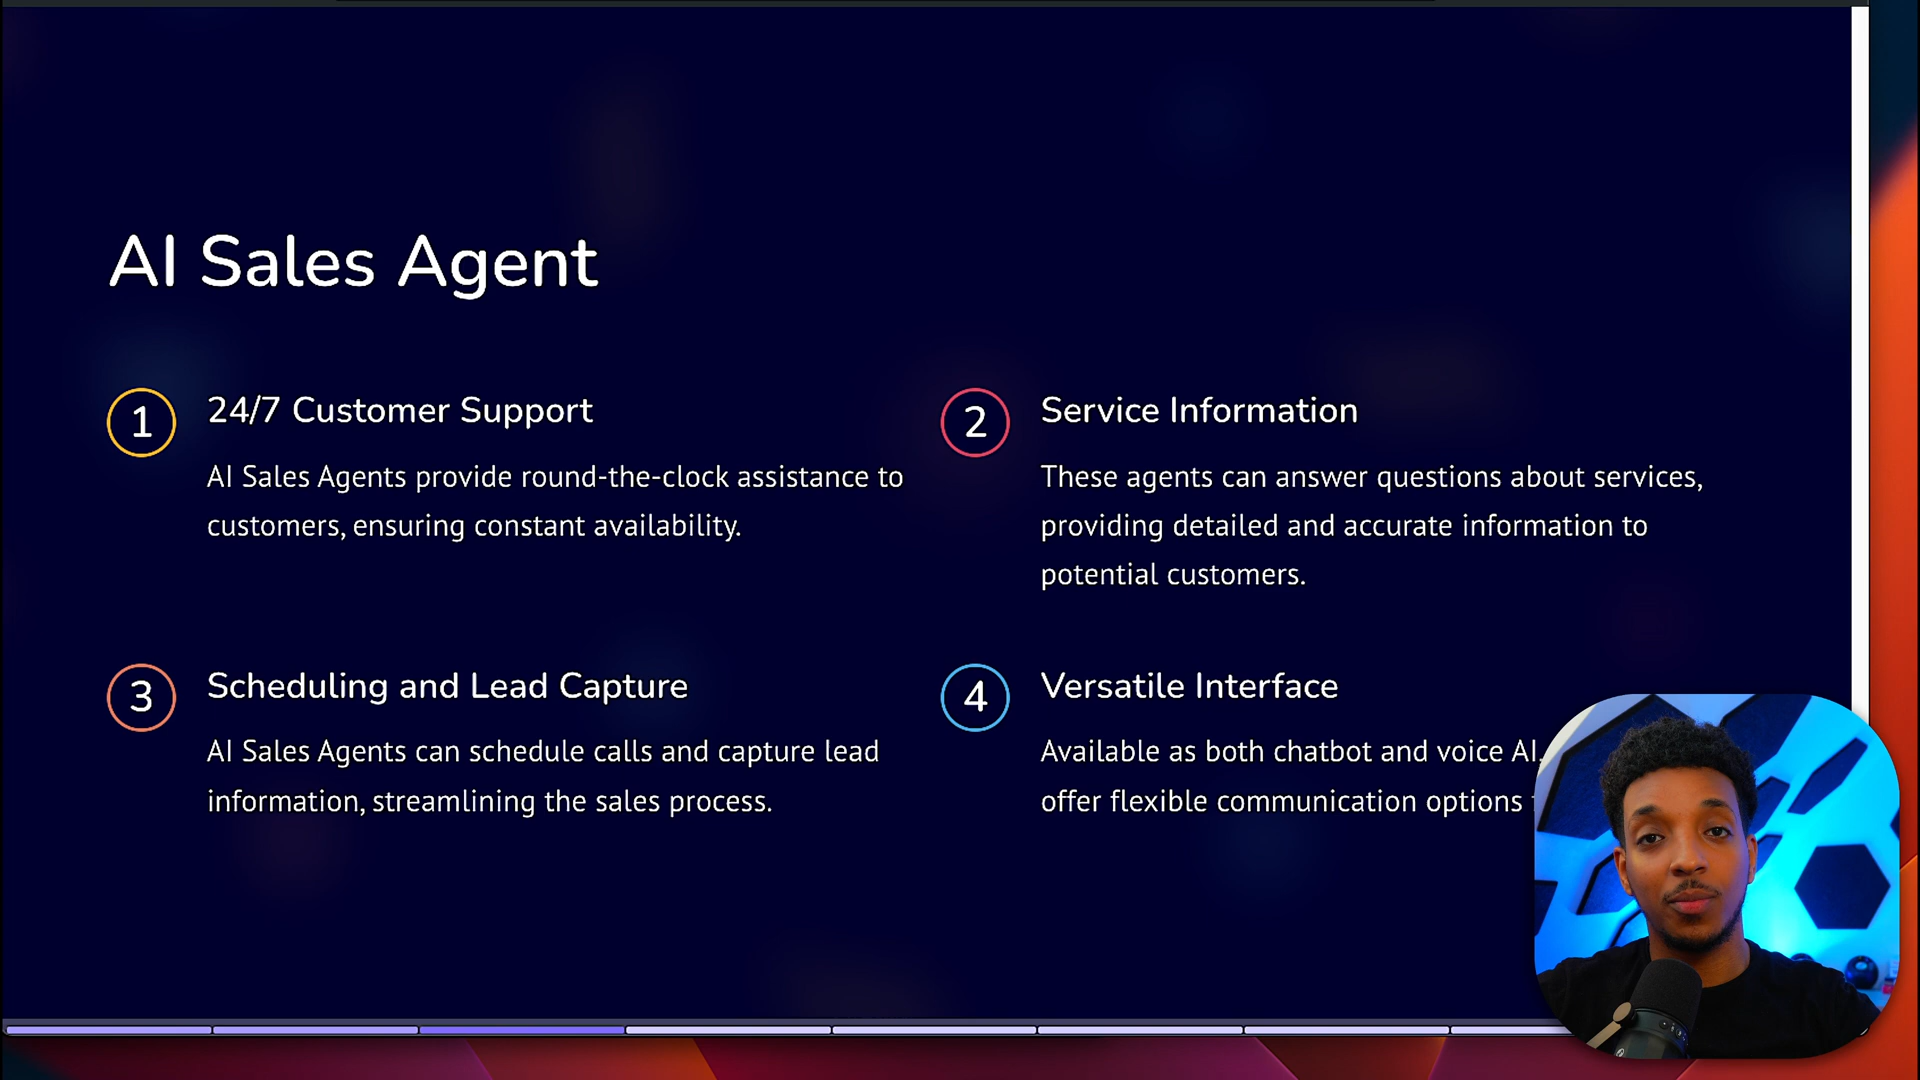 AI Sales Agent
1
24/7 Customer Support
AI Sales Agents provide round-the-clock assistance to
customers, ensuring constant availability.
2
Service Information
These agents can answer questions about services,
providing detailed and accurate information to
potential customers.
3
Scheduling and Lead Capture
AI Sales Agents can schedule calls and capture lead
information, streamlining the sales process.
4
Versatile Interface
Available as both chatbot and voice AI,
offer flexible communication options